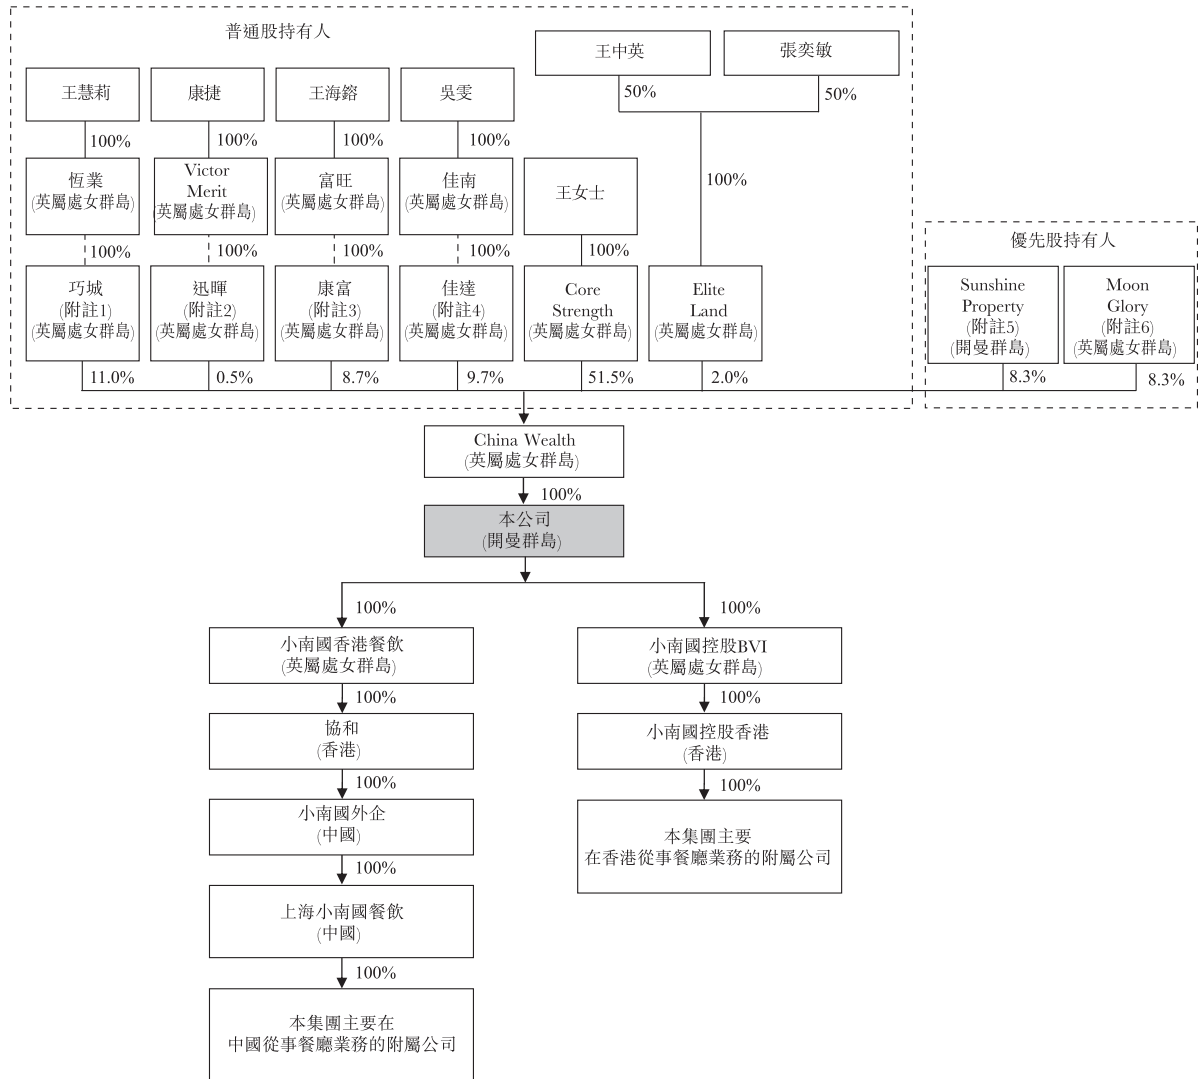 普通股持有人
王中英
張奕敏
王慧莉
康捷
王海鎔
吳雯
50%
50%
100%
100%
100%
100%
恆業
(英屬處女群島)
Victor
Merit
(英屬處女群島)
富旺
(英屬處女群島)
佳南
(英屬處女群島)
王女士
100%
100%
100%
100%
100%
100%
優先股持有人
巧城
(附註1)
(英屬處女群島)
迅暉
(附註2)
(英屬處女群島)
康富
(附註3)
(英屬處女群島)
佳達
(附註4)
(英屬處女群島)
Core
Strength
(英屬處女群島)
Elite
Land
(英屬處女群島)
Sunshine
Property
(附註5)
(開曼群島)
Moon
Glory
(附註6)
(英屬處女群島)
11.0%
0.5%
8.7%
9.7%
51.5%
2.0%
8.3%
8.3%
China Wealth
(英屬處女群島)
100%
本公司
(開曼群島)
100%
100%
小南國香港餐飲
(英屬處女群島)
小南國控股BVI
(英屬處女群島)
100%
100%
協和
(香港)
小南國控股香港
(香港)
100%
100%
小南國外企
(中國)
本集團主要
在香港從事餐廳業務的附屬公司
100%
上海小南國餐飲
(中國)
100%
本集團主要在
中國從事餐廳業務的附屬公司